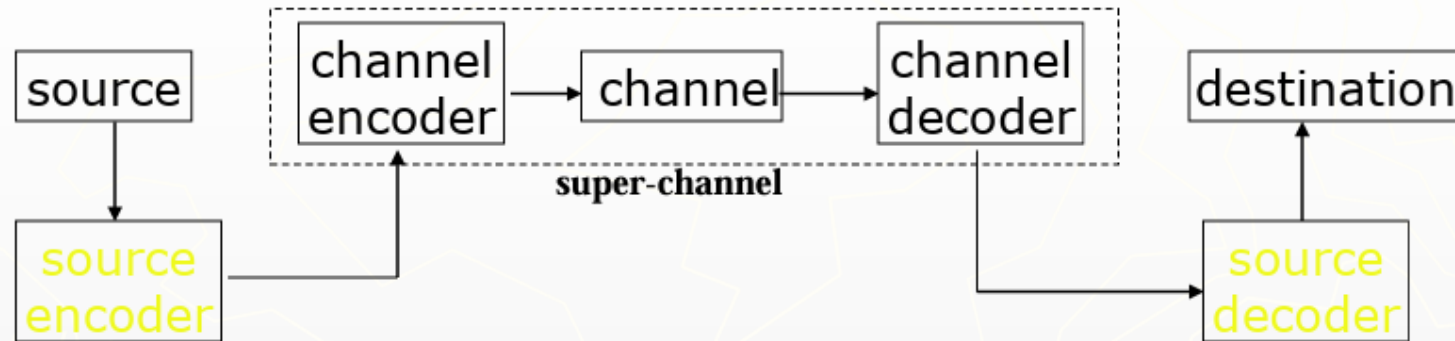 source
channel
encoder
channel
channel
decoder
destination
super-channel
source
encoder
source
decoder